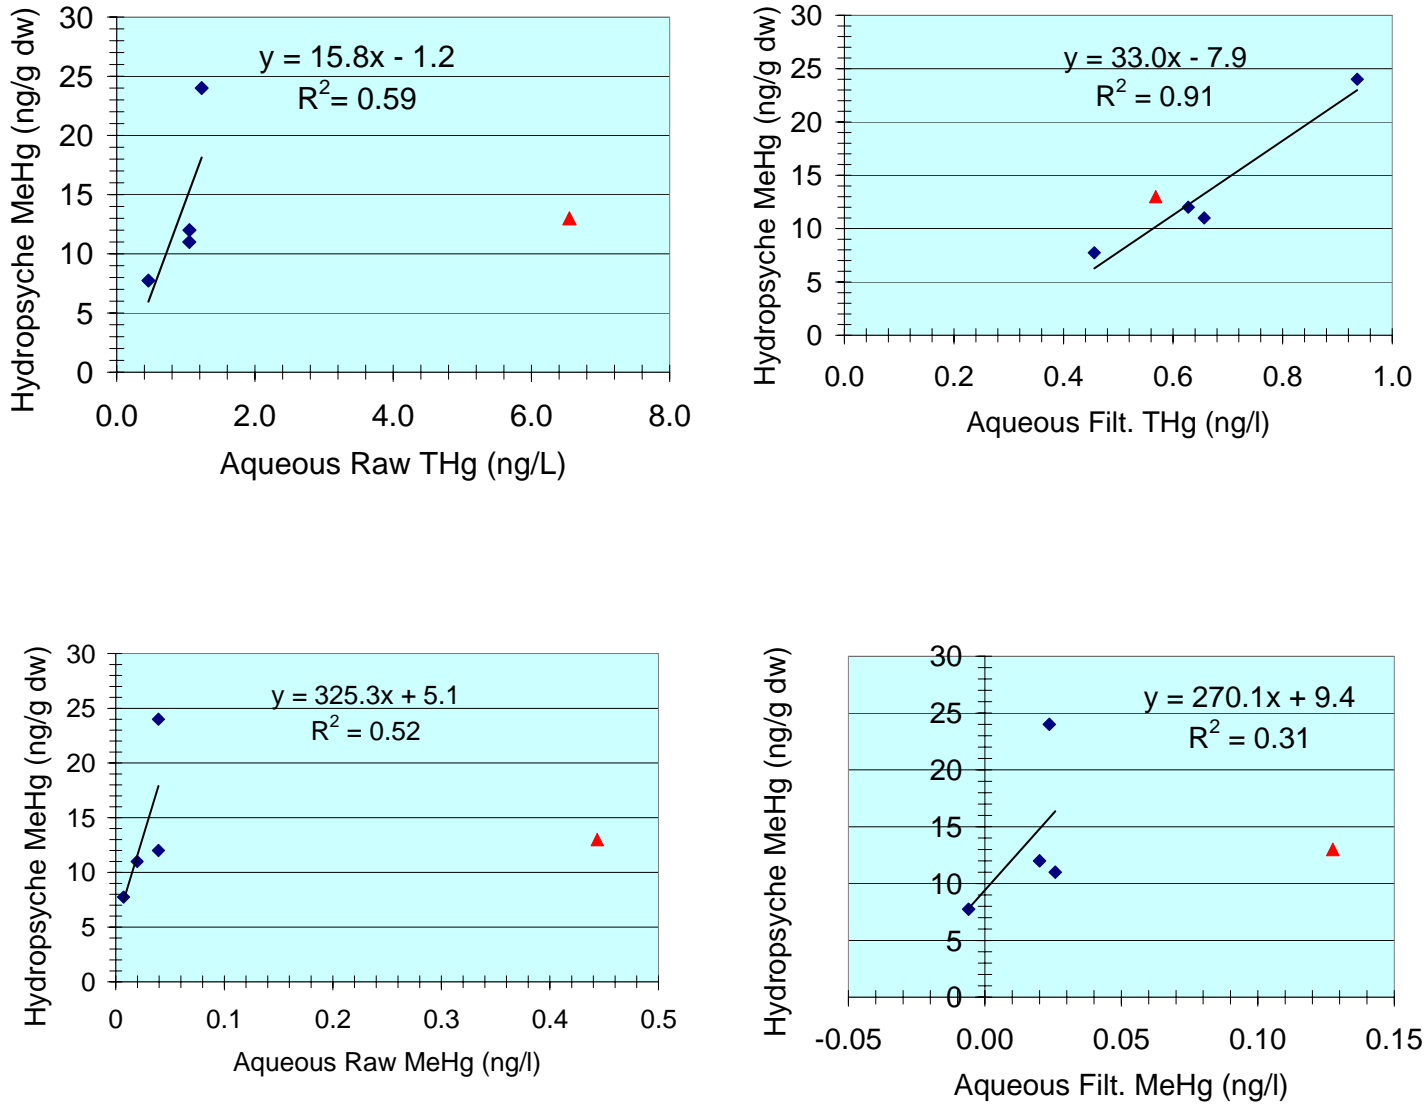 Hydropsyche MeHg (ng/g dw)
30
25
20
15
10
5
0
y = 15.8x - 1.2
R2= 0.59
0.0 2.0 4.0 6.0 8.0
Aqueous Raw THg (ng/L)
Hydropsyche MeHg (ng/g dw)
30
25
20
15
10
5
0
y = 33.0x - 7.9
R2 = 0.91
0.0 0.2 0.4 0.6 0.8 1.0
Aqueous Filt. THg (ng/l)
Hydropsyche MeHg (ng/g dw)
30
25
20
15
10
5
0
y = 325.3x + 5.1
R2 = 0.52
0 0.1 0.2 0.3 0.4 0.5
Aqueous Raw MeHg (ng/l)
Hydropsyche MeHg (ng/g dw)
30
25
20
15
10
5
0
y = 270.1x + 9.4
R2 = 0.31
-0.05 0.00 0.05 0.10 0.15
Aqueous Filt. MeHg (ng/l)